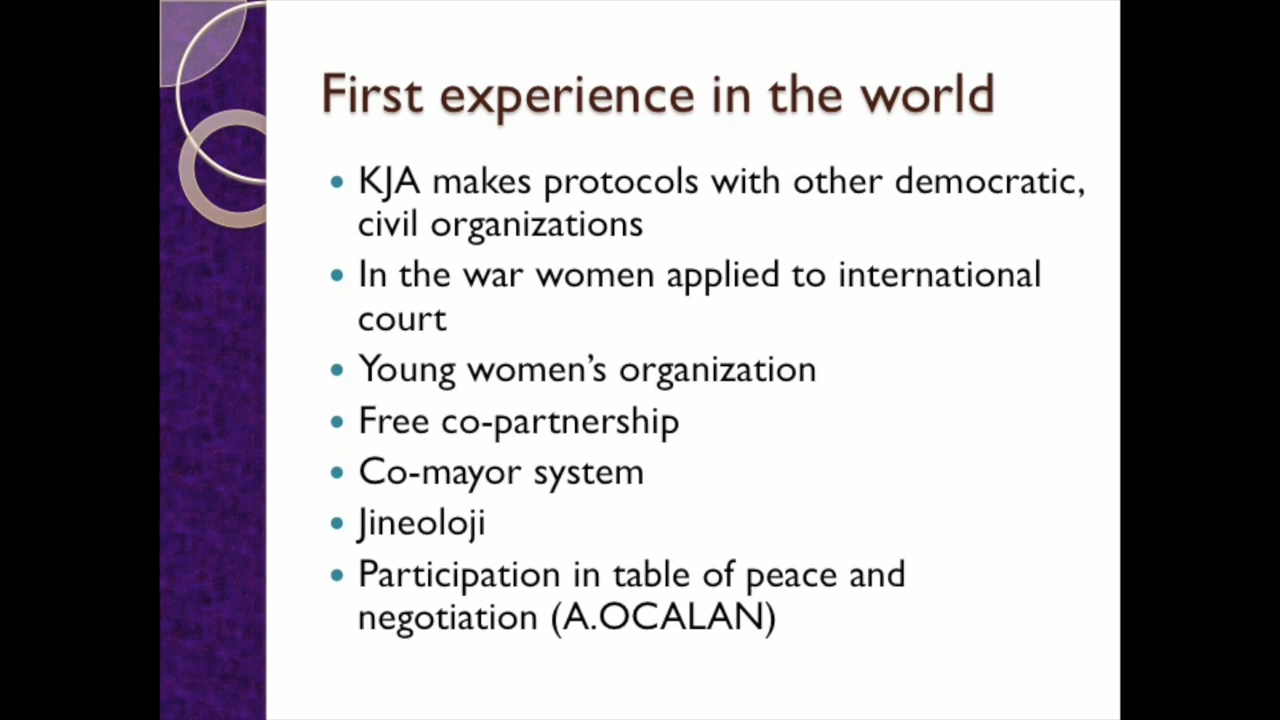 First experience in the world
• KJA makes protocols with other democratic,
civil organizations
• In the war women applied to international
court
• Young women’s organization
• Free co-partnership
• Co-mayor system
• Jineoloji
• Participation in table of peace and
negotiation (A.OCALAN)